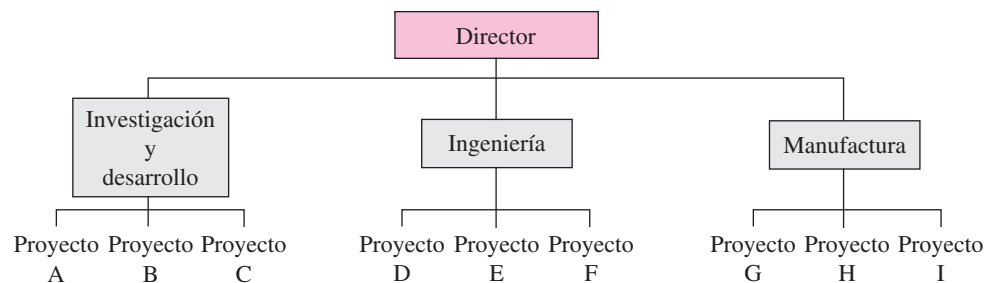 Director
Investigación
y
desarrollo
Ingeniería
Manufactura
Proyecto Proyecto Proyecto
A B C
Proyecto Proyecto Proyecto
D E F
Proyecto Proyecto Proyecto
G H I